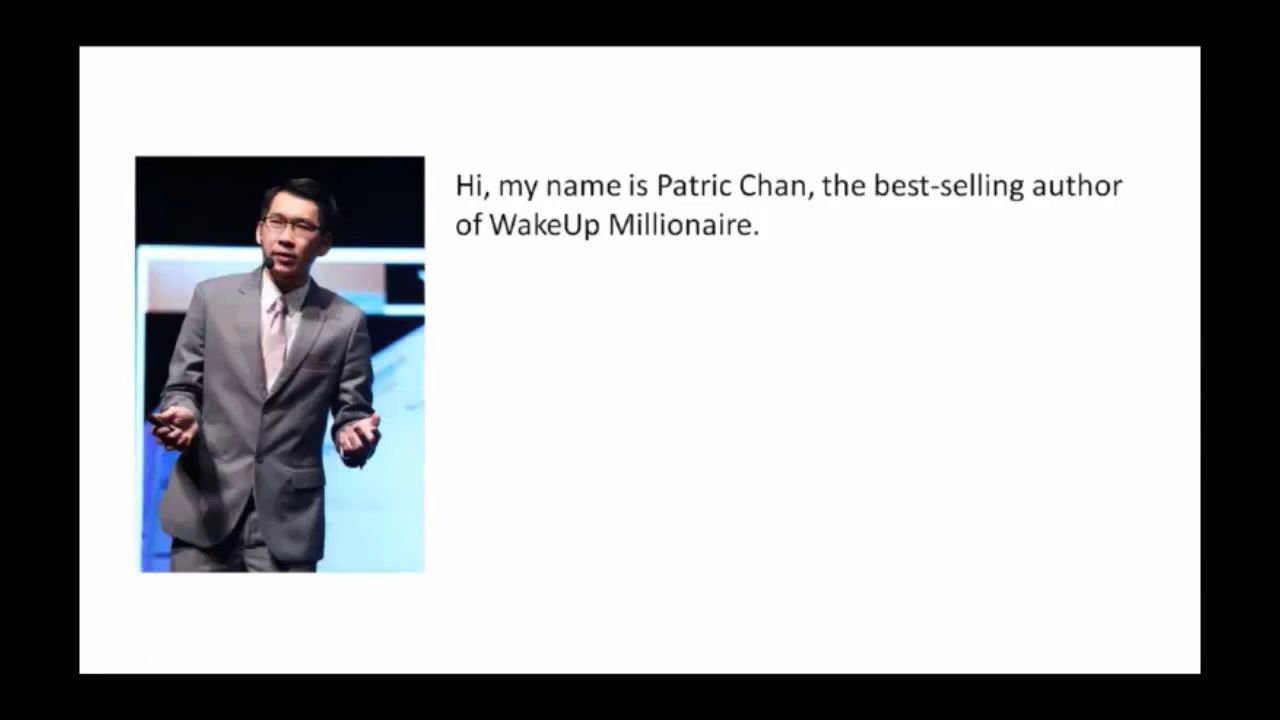 Hi, my name is Patric Chan, the best-selling author
of WakeUp Millionaire.